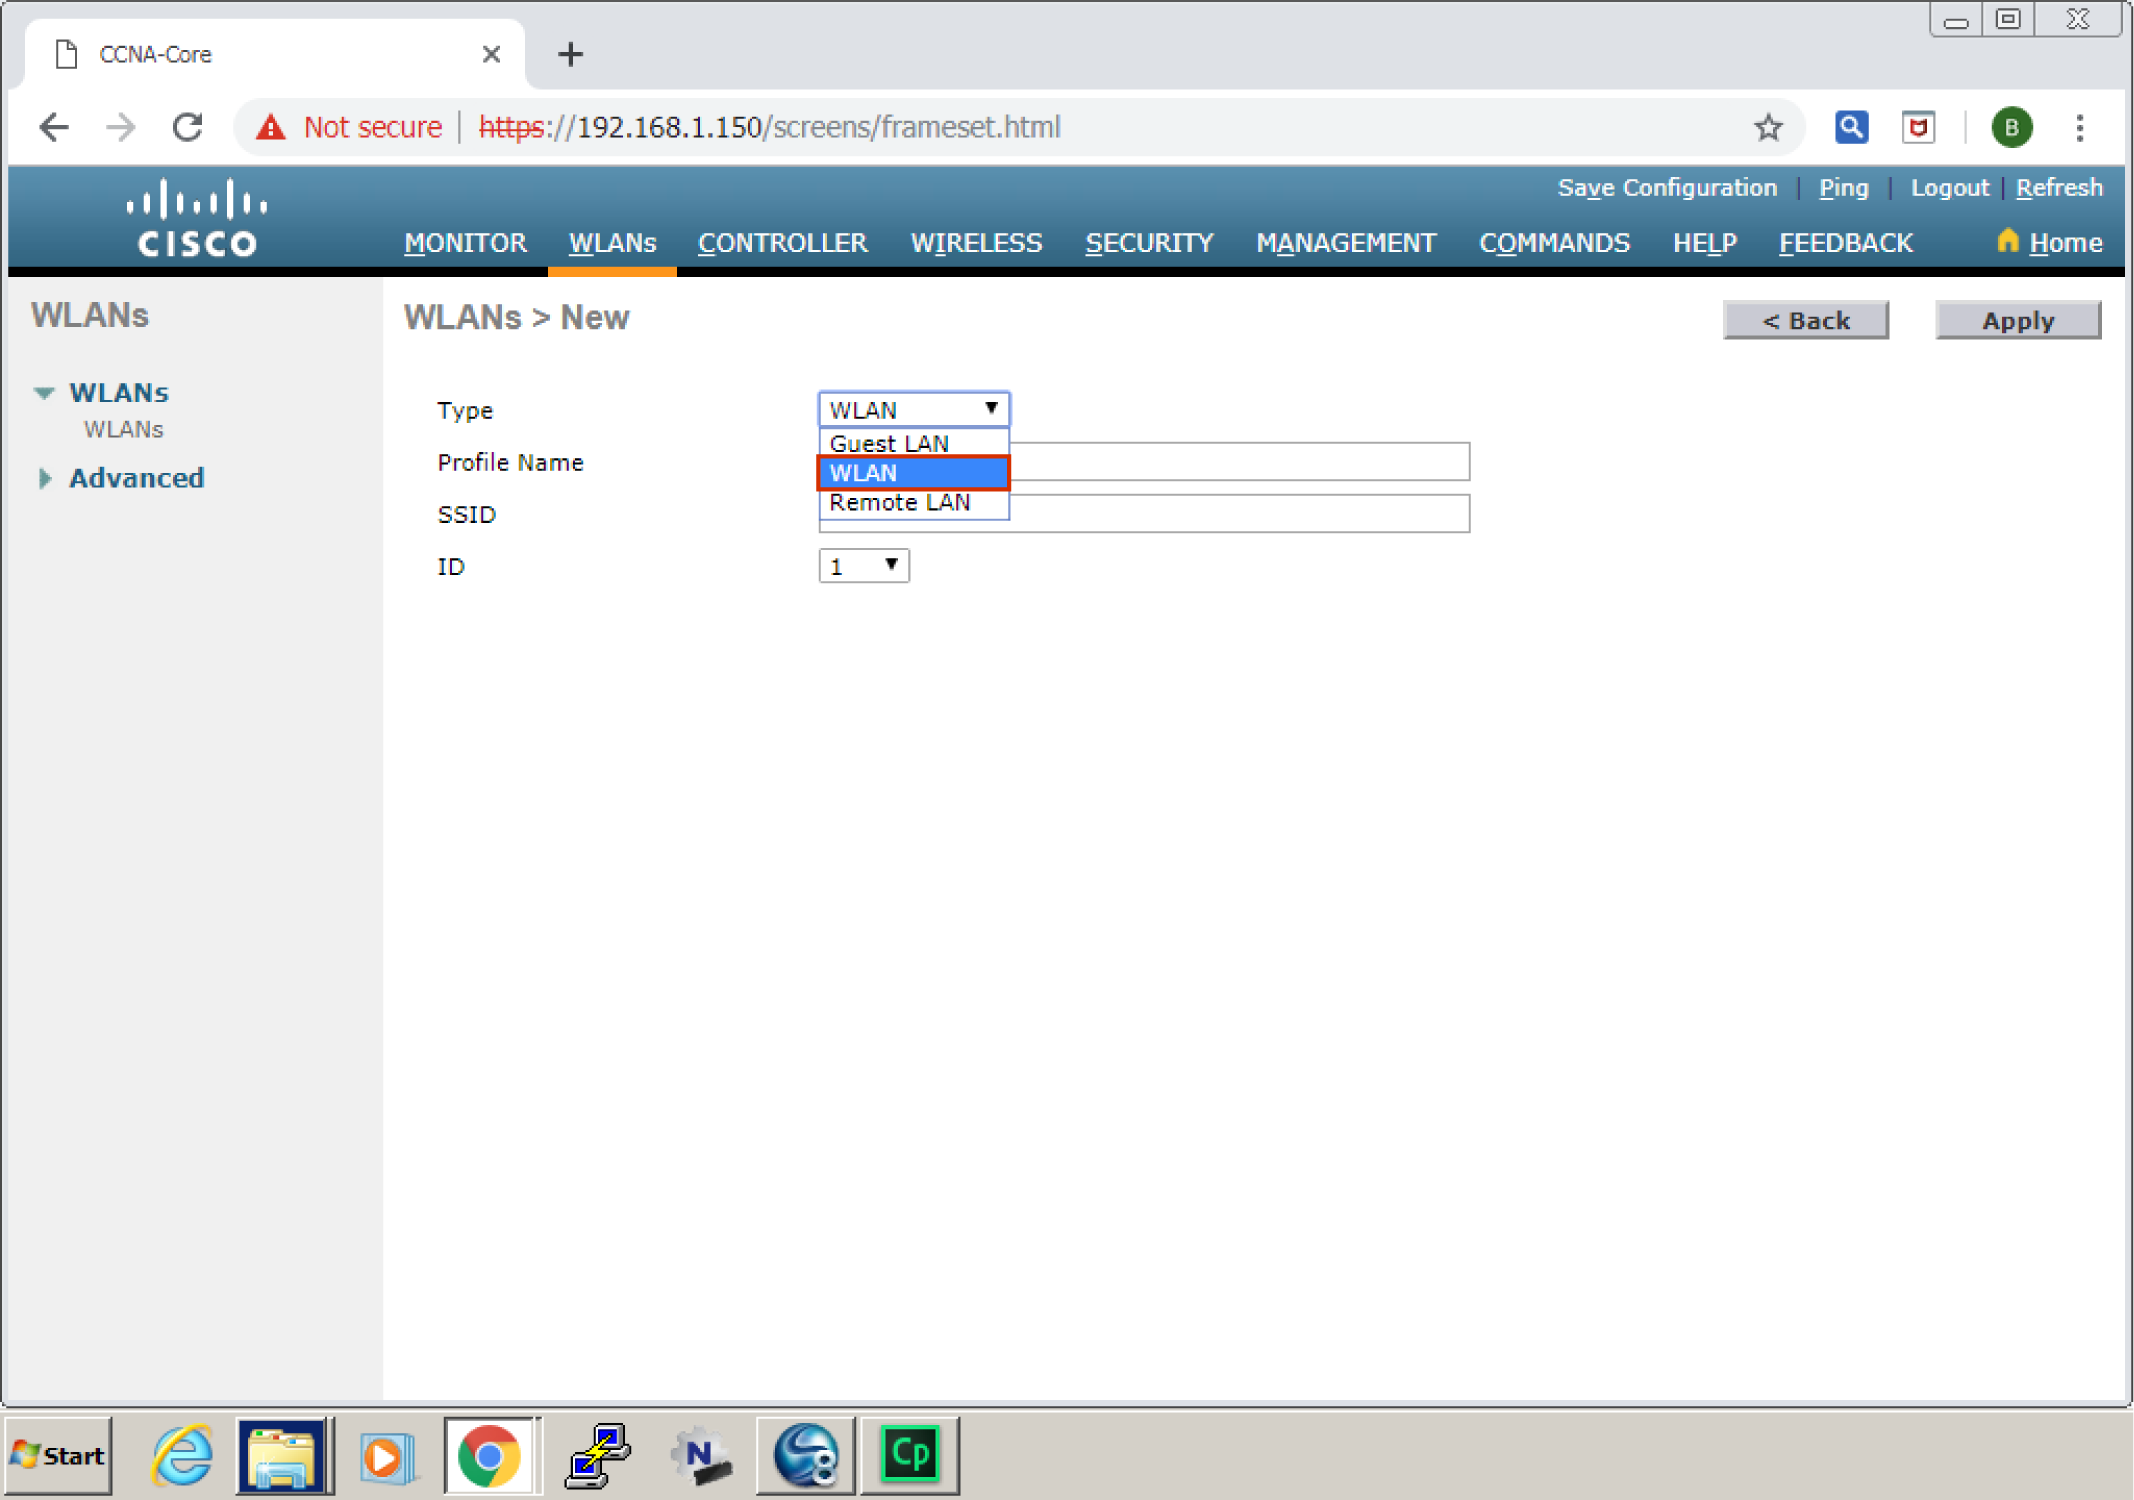 CCNA-Core
Not secure | https://192.168.1.150/screens/frameset.html
B
Save Configuration | Ping | Logout | Refresh
CISCO
MONITOR WLANs CONTROLLER WIRELESS SECURITY MANAGEMENT COMMANDS HELP FEEDBACK Home
WLANs
WLANs
WLANs
Advanced
WLANs > New
< Back
Apply
Type
WLAN
Guest LAN
WLAN
Remote LAN
Profile Name
SSID
ID
1
Start
N
8
Cp